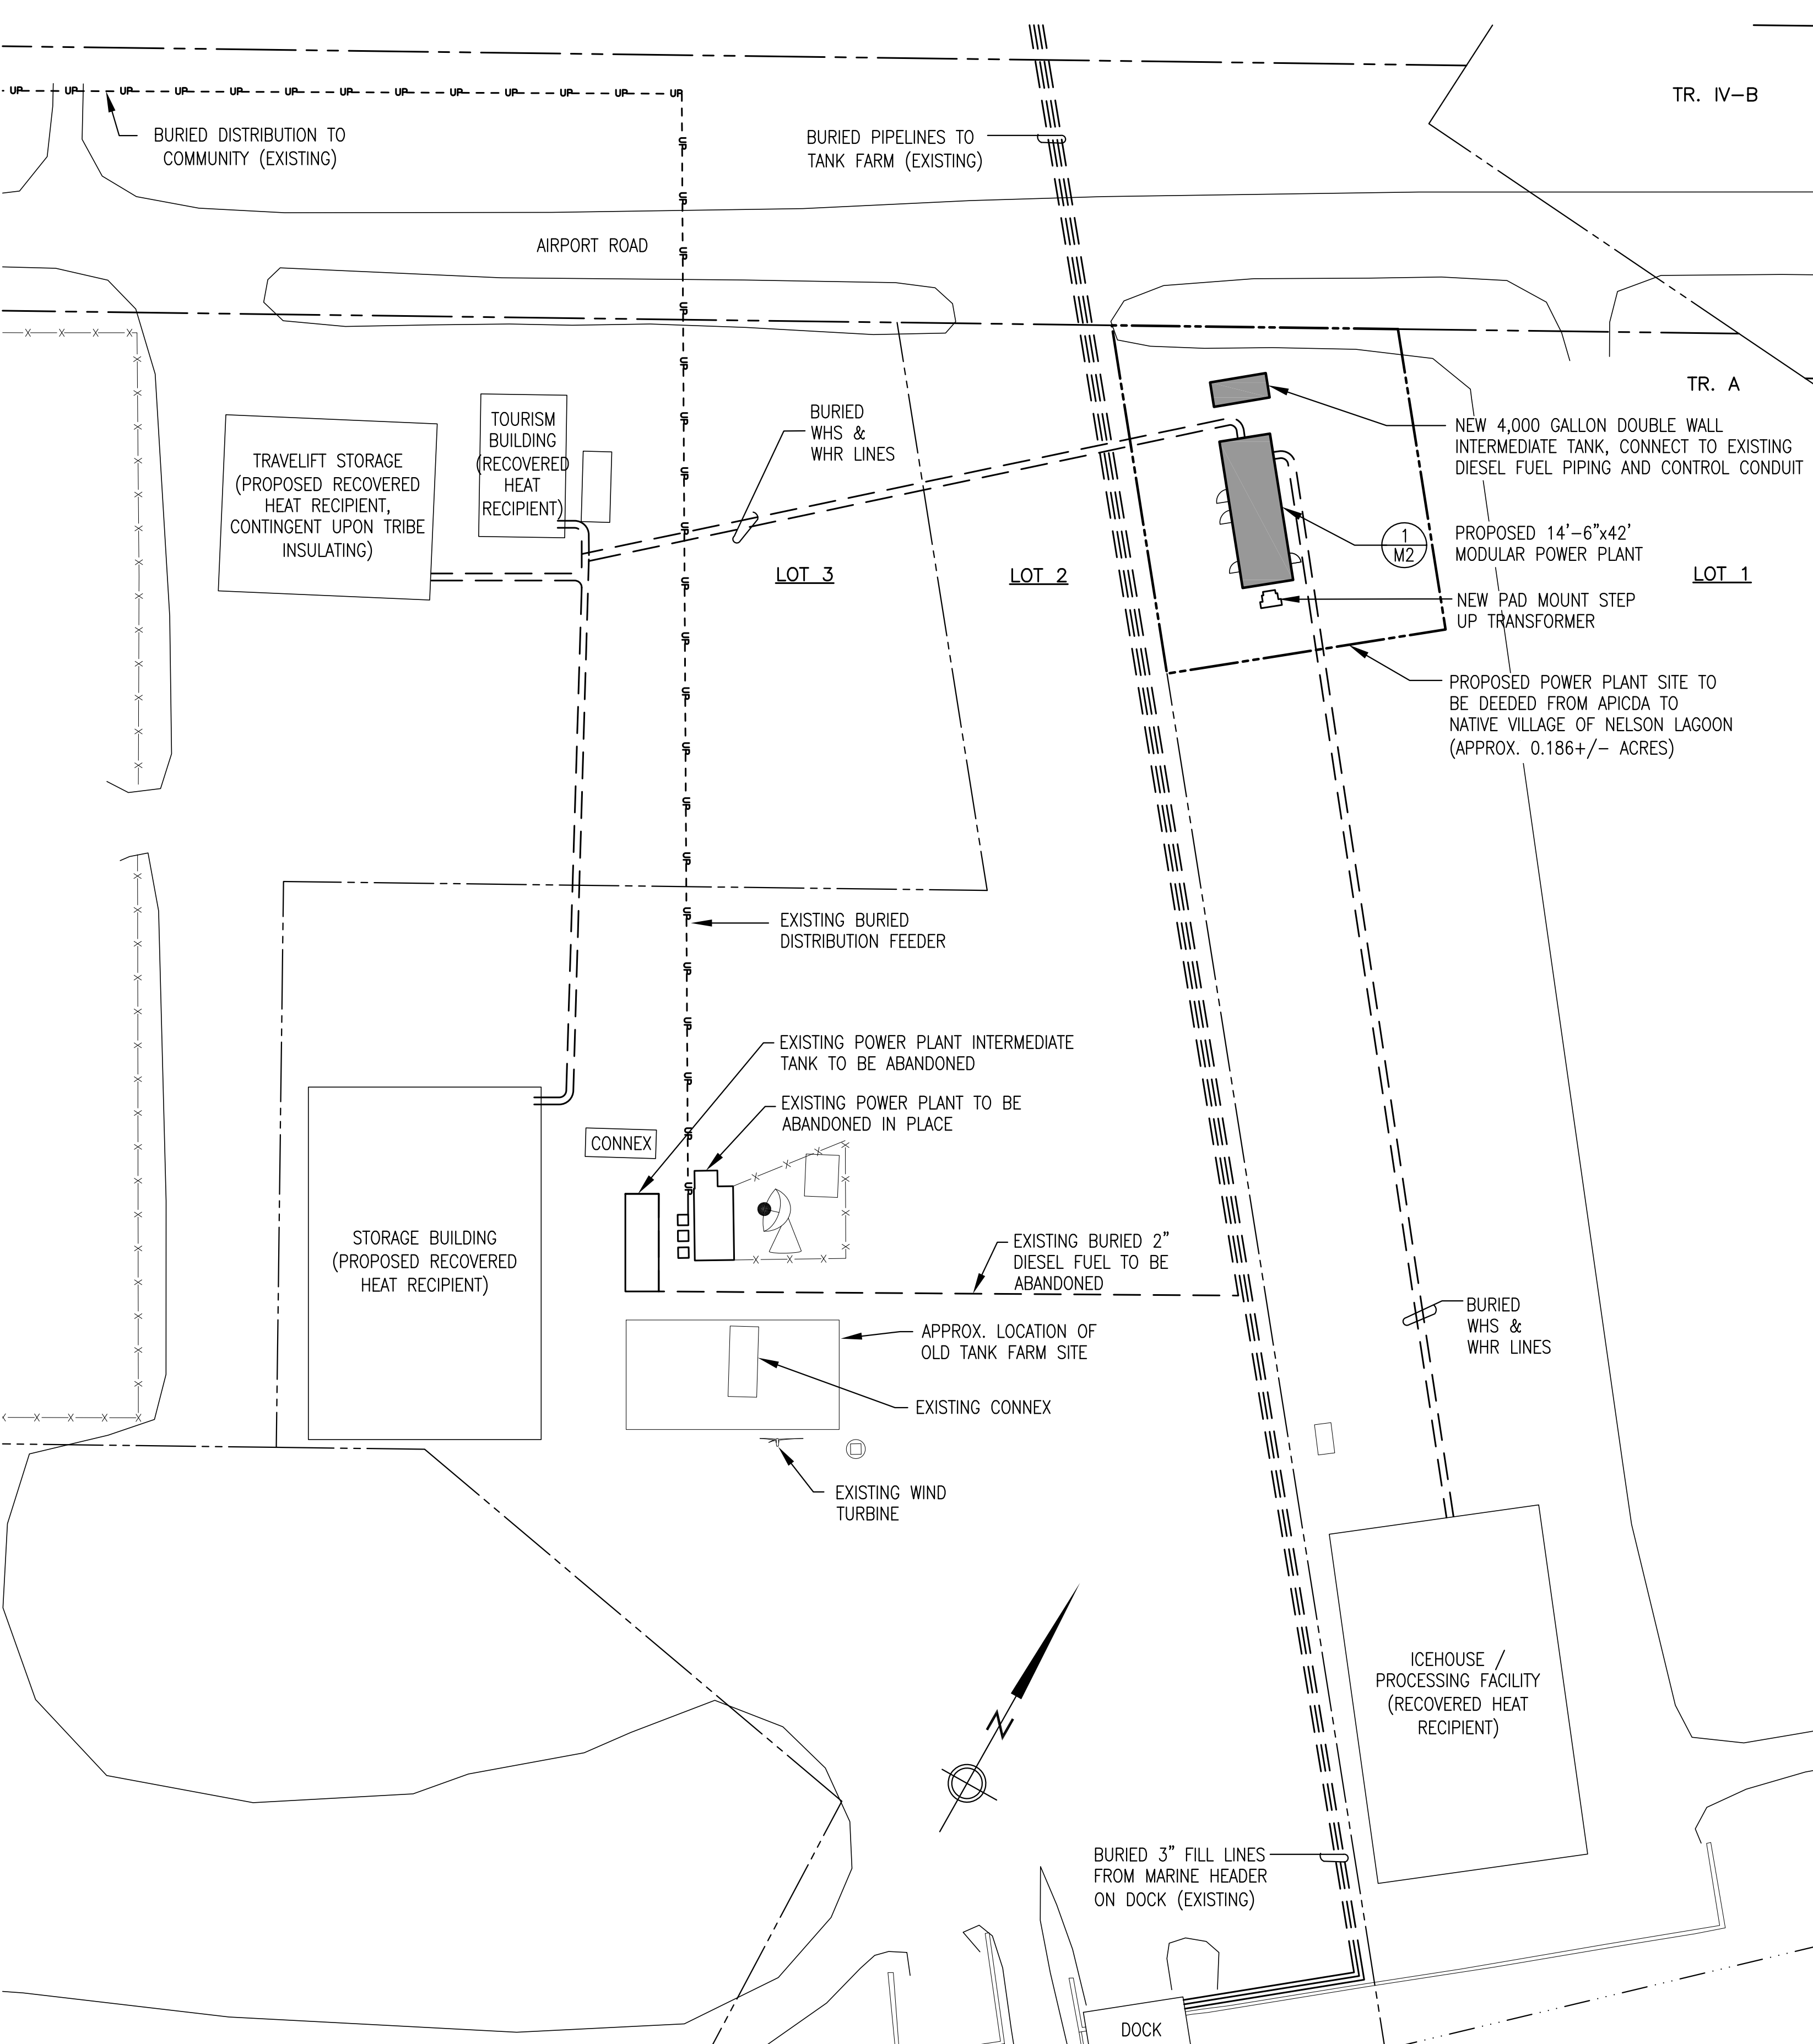 TR. IV-B
UP UP UP UP UP UP UP UP UP UP UP UP UP
BURIED DISTRIBUTION TO
COMMUNITY (EXISTING)
BURIED PIPELINES TO
TANK FARM (EXISTING)
AIRPORT ROAD
TR. A
TRAVELIFT STORAGE
(PROPOSED RECOVERED
HEAT RECIPIENT,
CONTINGENT UPON TRIBE
INSULATING)
TOURISM
BUILDING
(RECOVERED
HEAT
RECIPIENT)
BURIED
WHS &
WHR LINES
NEW 4,000 GALLON DOUBLE WALL
INTERMEDIATE TANK, CONNECT TO EXISTING
DIESEL FUEL PIPING AND CONTROL CONDUIT
1
M2
PROPOSED 14'-6"x42'
MODULAR POWER PLANT
LOT 3
LOT 2
LOT 1
NEW PAD MOUNT STEP
UP TRANSFORMER
PROPOSED POWER PLANT SITE TO
BE DEEDED FROM APICDA TO
NATIVE VILLAGE OF NELSON LAGOON
(APPROX. 0.186+/- ACRES)
EXISTING BURIED
DISTRIBUTION FEEDER
EXISTING POWER PLANT INTERMEDIATE
TANK TO BE ABANDONED
EXISTING POWER PLANT TO BE
ABANDONED IN PLACE
CONNEX
STORAGE BUILDING
(PROPOSED RECOVERED
HEAT RECIPIENT)
EXISTING BURIED 2"
DIESEL FUEL TO BE
ABANDONED
BURIED
WHS &
WHR LINES
APPROX. LOCATION OF
OLD TANK FARM SITE
EXISTING CONNEX
EXISTING WIND
TURBINE
N
ICEHOUSE /
PROCESSING FACILITY
(RECOVERED HEAT
RECIPIENT)
BURIED 3" FILL LINES
FROM MARINE HEADER
ON DOCK (EXISTING)
DOCK